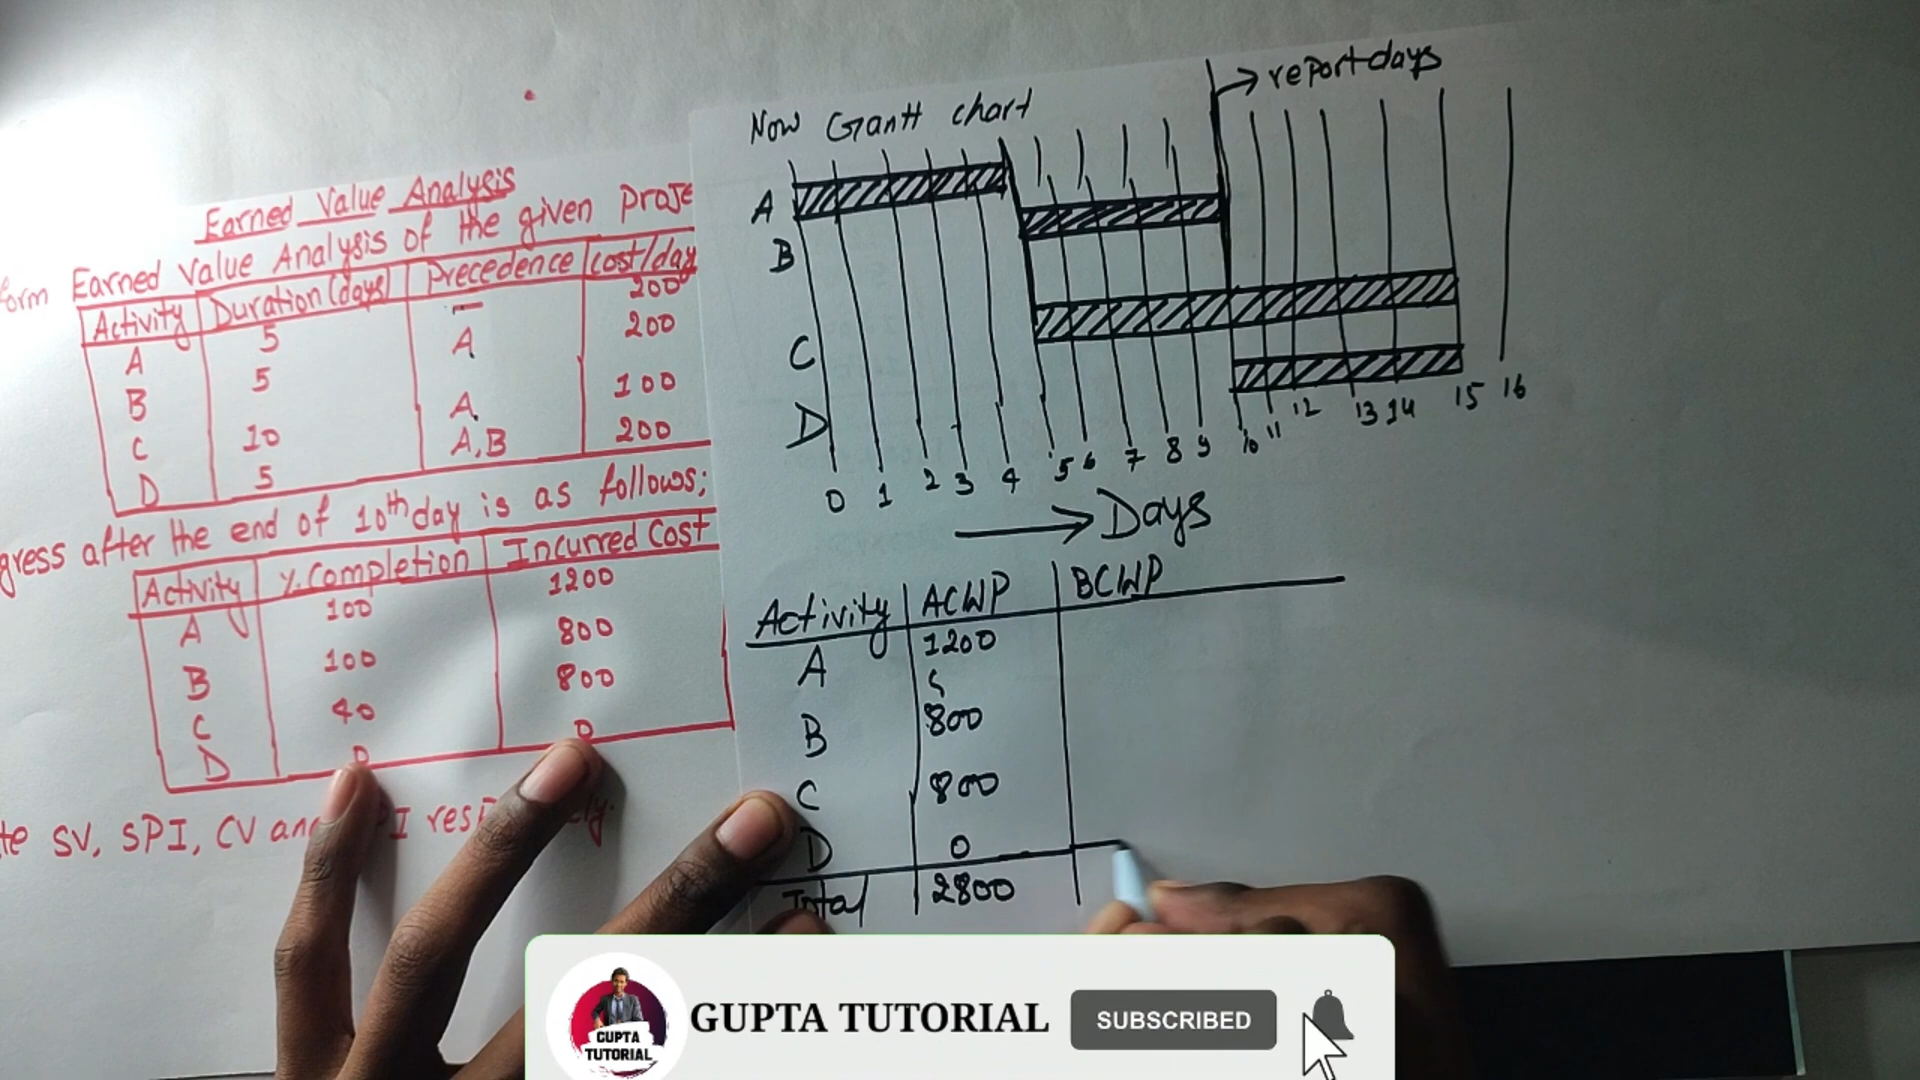 Earned Value Analysis
Earned Value Analysis of the given Proje
Activity Duration (days) Precedence cost/day
A 5 — 200
B 5 A 200
C 10 A 100
D 5 A,B 200
gress after the end of 10th day is as follows;
Activity %. Completion Incurred Cost
A 100 1200
B 100 800
C 40 800
D 0 0
te SV, SPI, CV
Now Gantt chart
report days
A
B
C
D
0 1 2 3 4 5 6 7 8 9 10 11 12 13 14 15 16
Days
Activity ACWP BCWP
A 1200
B 800
C 800
D 0
Total 2800
GUPTA TUTORIAL
GUPTA TUTORIAL SUBSCRIBED